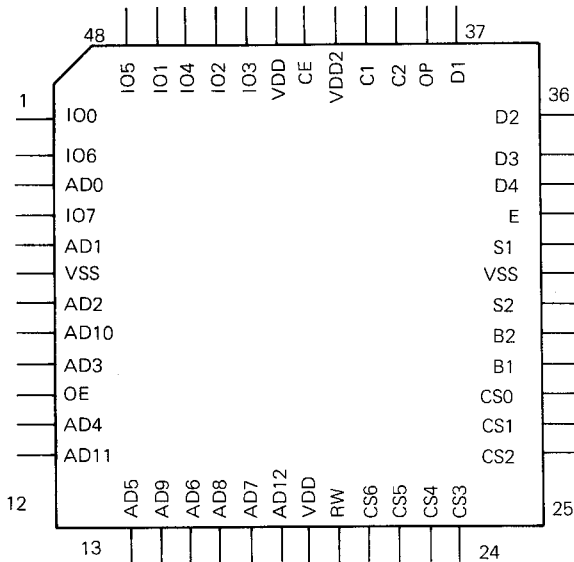 48
37
IO5
IO1
IO4
IO2
IO3
VDD
CE
VDD2
C1
C2
OP
D1
1
36
IO0
IO6
AD0
IO7
AD1
VSS
AD2
AD10
AD3
OE
AD4
AD11
D2
D3
D4
E
S1
VSS
S2
B2
B1
CS0
CS1
CS2
12
25
AD5
AD9
AD6
AD8
AD7
AD12
VDD
RW
CS6
CS5
CS4
CS3
13
24